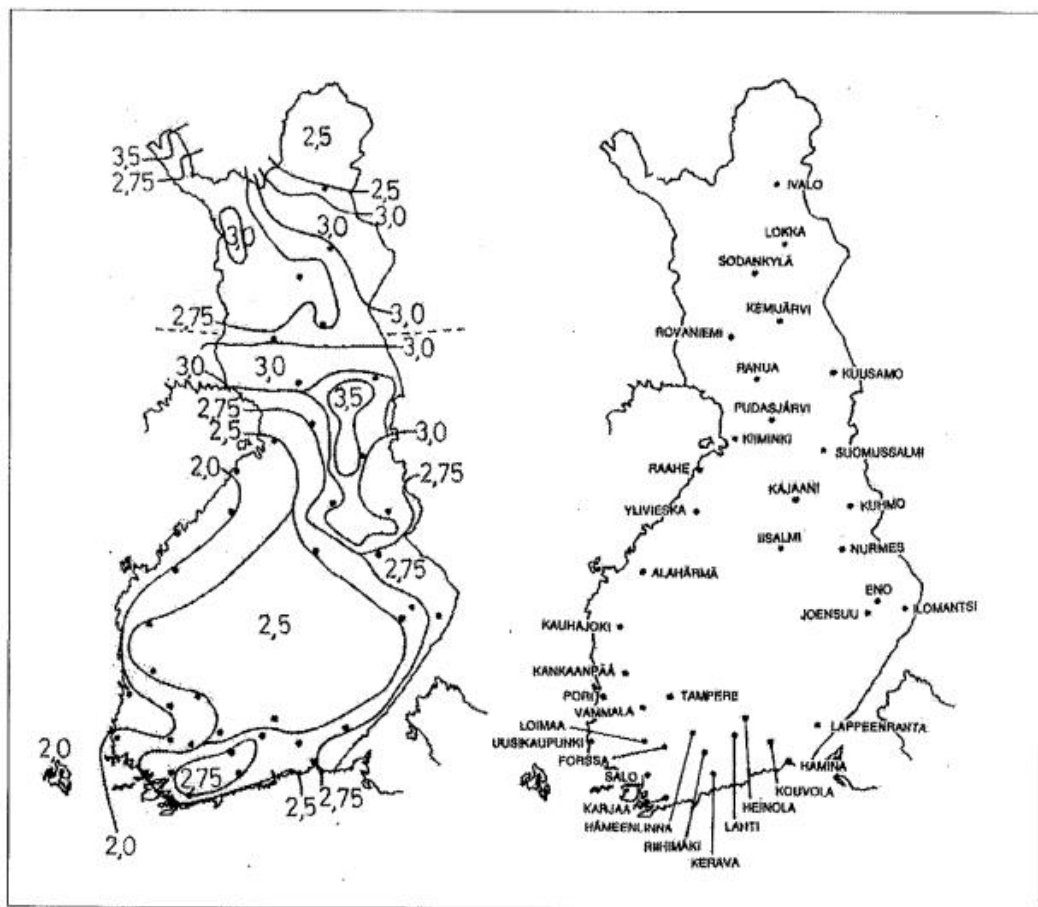 2,5
3,5
2,75
2,5
3,0
3,0
3,0
2,75
3,0
3,0
3,0
3,0
3,5
2,75
2,5
3,0
2,0
2,75
2,75
2,5
2,0
2,75
2,5
2,75
2,0
IVALO
LOKKA
SODANKYLÄ
KEMIJÄRVI
ROVANIEMI
RANUA
KUUSAMO
PUDASJÄRVI
KIIMINKI
SUOMUSSALMI
RAAHE
KAJAANI
KUHMO
YLIVIESKA
IISALMI
NURMES
ALAHÄRMÄ
ENO
ILOMANTSI
JOENSUU
KAUHAJOKI
KANKAANPÄÄ
PORI
TAMPERE
VAMMALA
LOIMAA
LAPPEENRANTA
UUSIKAUPUNKI
FORSSA
HAMINA
SALO
KOUVOLA
KARJAA
HEINOLA
HÄMEENLINNA
LAHTI
RIIHIMÄKI
KERAVA